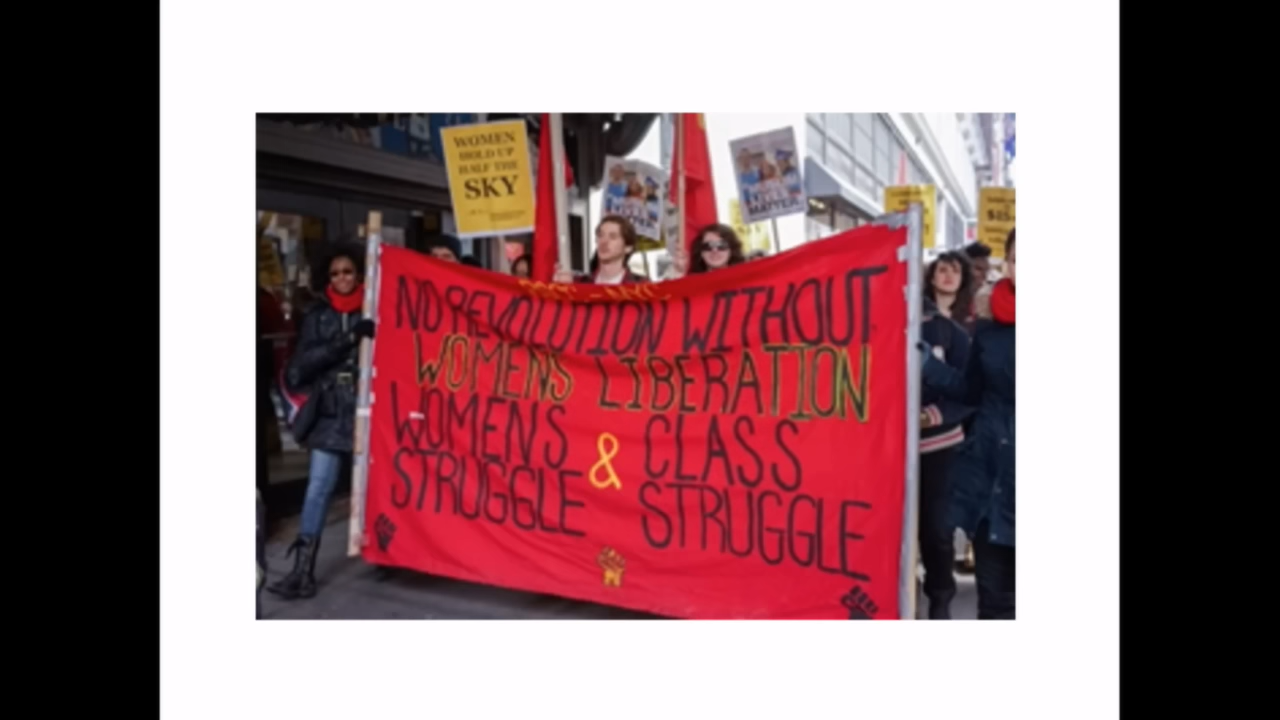 WOMEN
HOLD UP
HALF THE
SKY
NO REVOLUTION WITHOUT
WOMENS LIBERATION
WOMENS & CLASS
STRUGGLE STRUGGLE